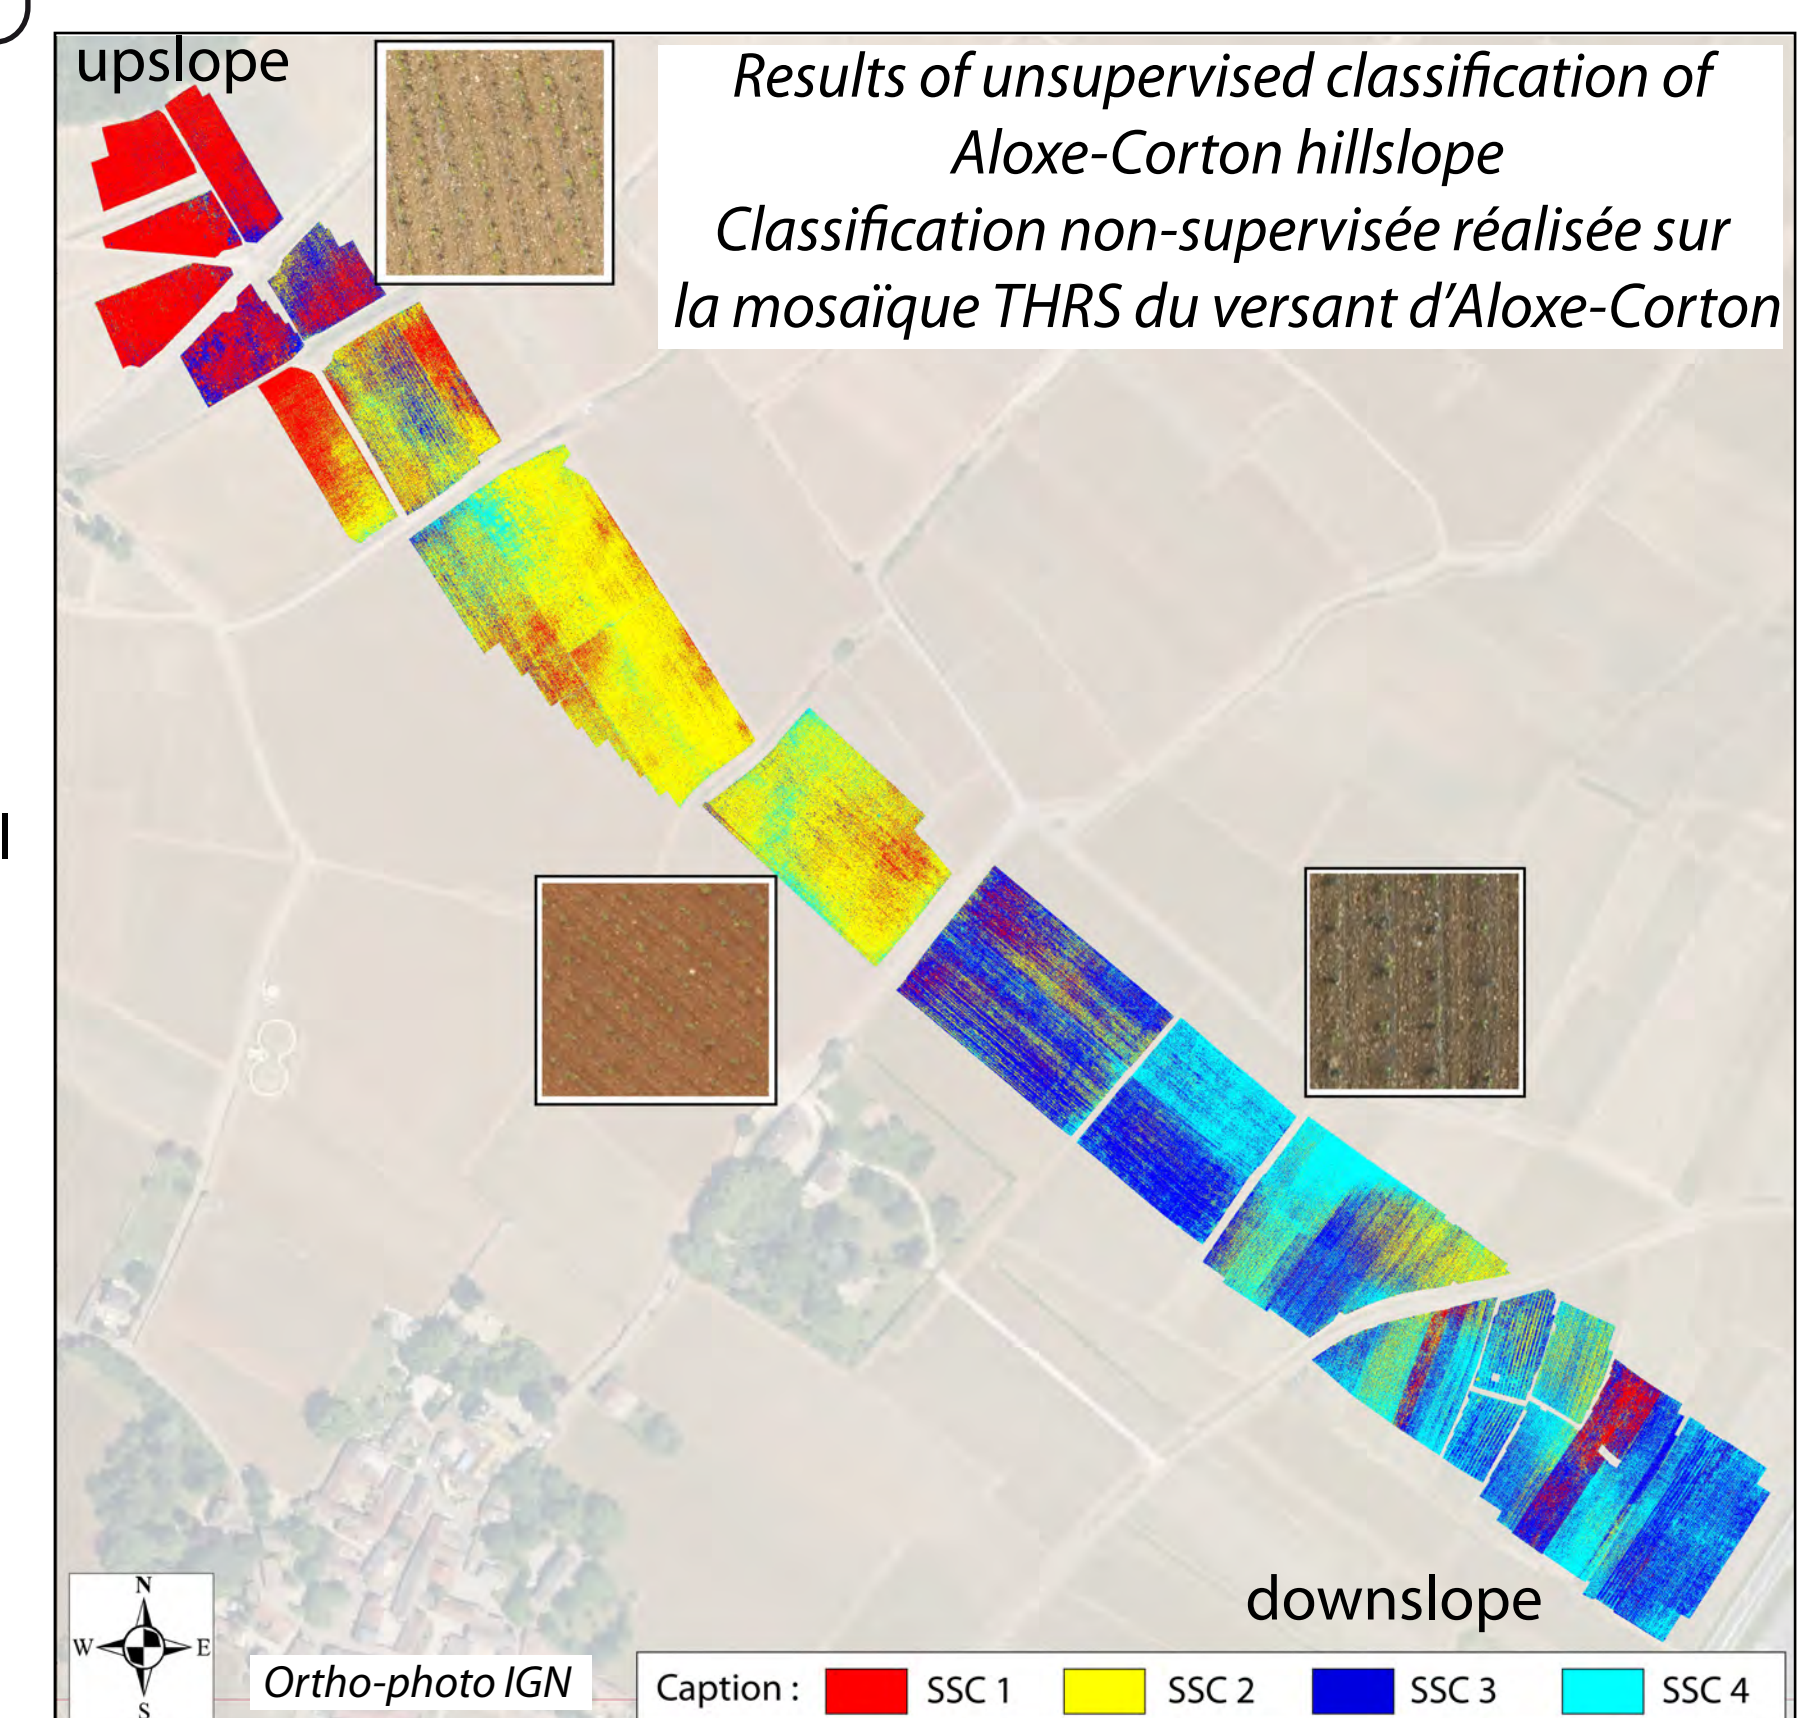 upslope
Results of unsupervised classification of
Aloxe-Corton hillslope
Classification non-supervisée réalisée sur
la mosaïque THRS du versant d’Aloxe-Corton
downslope
N
W E
S
Ortho-photo IGN
Caption : SSC 1 SSC 2 SSC 3 SSC 4